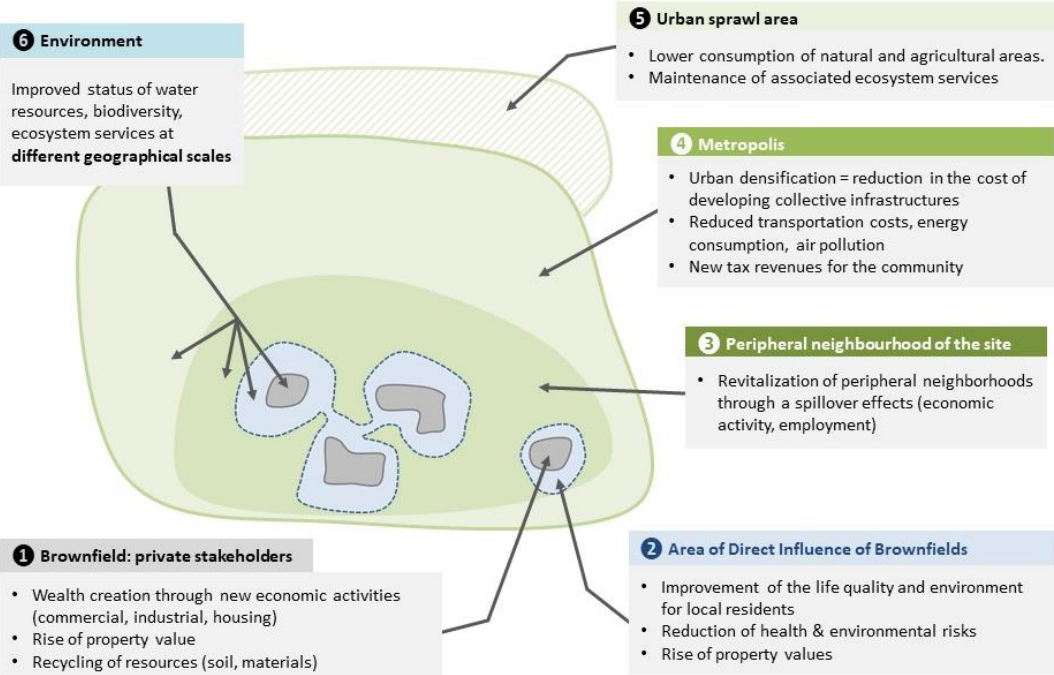 ❻ Environment
Improved status of water
resources, biodiversity,
ecosystem services at
different geographical scales
❺ Urban sprawl area
• Lower consumption of natural and agricultural areas.
• Maintenance of associated ecosystem services
❹ Metropolis
• Urban densification = reduction in the cost of
developing collective infrastructures
• Reduced transportation costs, energy
consumption, air pollution
• New tax revenues for the community
❸ Peripheral neighbourhood of the site
• Revitalization of peripheral neighborhoods
through a spillover effects (economic
activity, employment)
❶ Brownfield: private stakeholders
• Wealth creation through new economic activities
(commercial, industrial, housing)
• Rise of property value
• Recycling of resources (soil, materials)
❷ Area of Direct Influence of Brownfields
• Improvement of the life quality and environment
for local residents
• Reduction of health & environmental risks
• Rise of property values